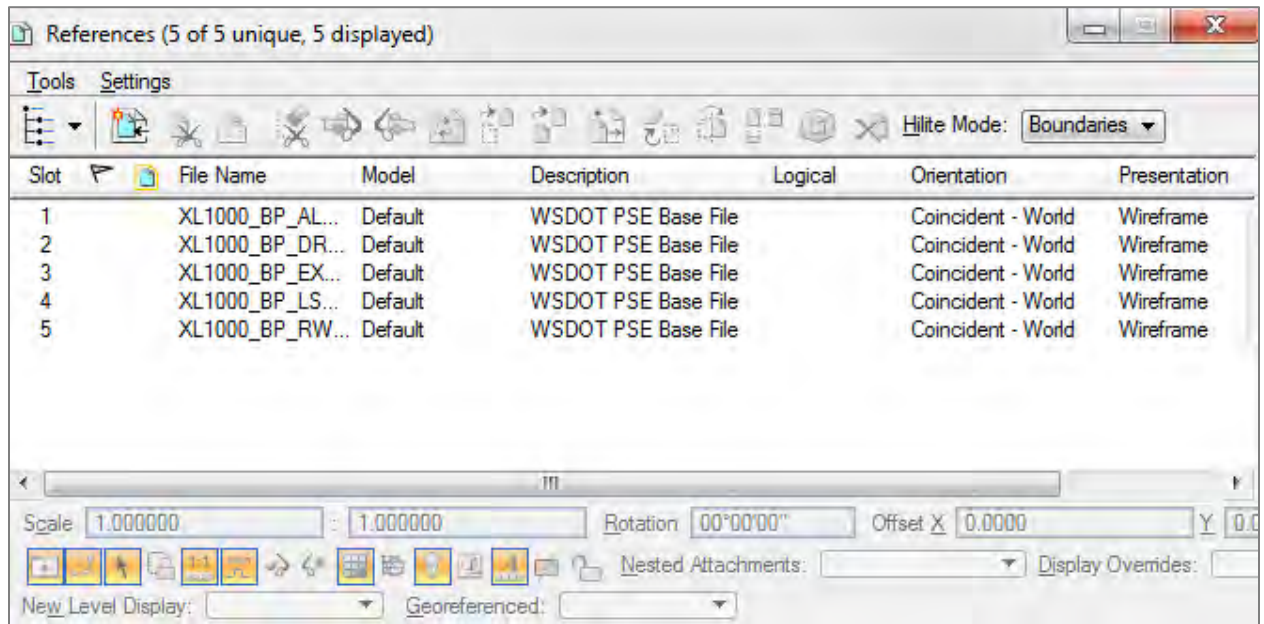 References (5 of 5 unique, 5 displayed)
Tools Settings
Hilite Mode: Boundaries
Slot File Name Model Description Logical Orientation Presentation
1 XL1000_BP_AL... Default WSDOT PSE Base File Coincident - World Wireframe
2 XL1000_BP_DR... Default WSDOT PSE Base File Coincident - World Wireframe
3 XL1000_BP_EX... Default WSDOT PSE Base File Coincident - World Wireframe
4 XL1000_BP_LS... Default WSDOT PSE Base File Coincident - World Wireframe
5 XL1000_BP_RW... Default WSDOT PSE Base File Coincident - World Wireframe
Scale 1.000000 : 1.000000 Rotation 00°00'00" Offset X 0.0000 Y 0.0
1:1 Nested Attachments: Display Overrides:
New Level Display: Georeferenced: